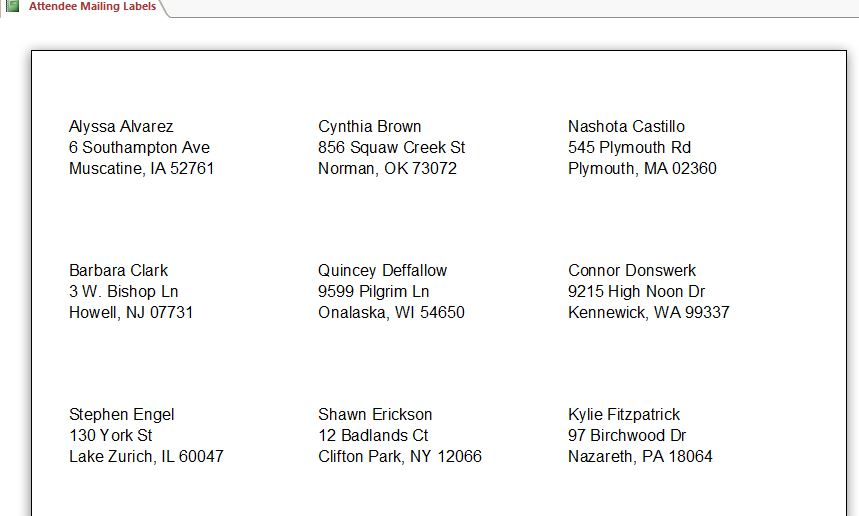 Attendee Mailing Labels
Alyssa Alvarez
6 Southampton Ave
Muscatine, IA 52761
Cynthia Brown
856 Squaw Creek St
Norman, OK 73072
Nashota Castillo
545 Plymouth Rd
Plymouth, MA 02360
Barbara Clark
3 W. Bishop Ln
Howell, NJ 07731
Quincey Deffallow
9599 Pilgrim Ln
Onalaska, WI 54650
Connor Donswerk
9215 High Noon Dr
Kennewick, WA 99337
Stephen Engel
130 York St
Lake Zurich, IL 60047
Shawn Erickson
12 Badlands Ct
Clifton Park, NY 12066
Kylie Fitzpatrick
97 Birchwood Dr
Nazareth, PA 18064